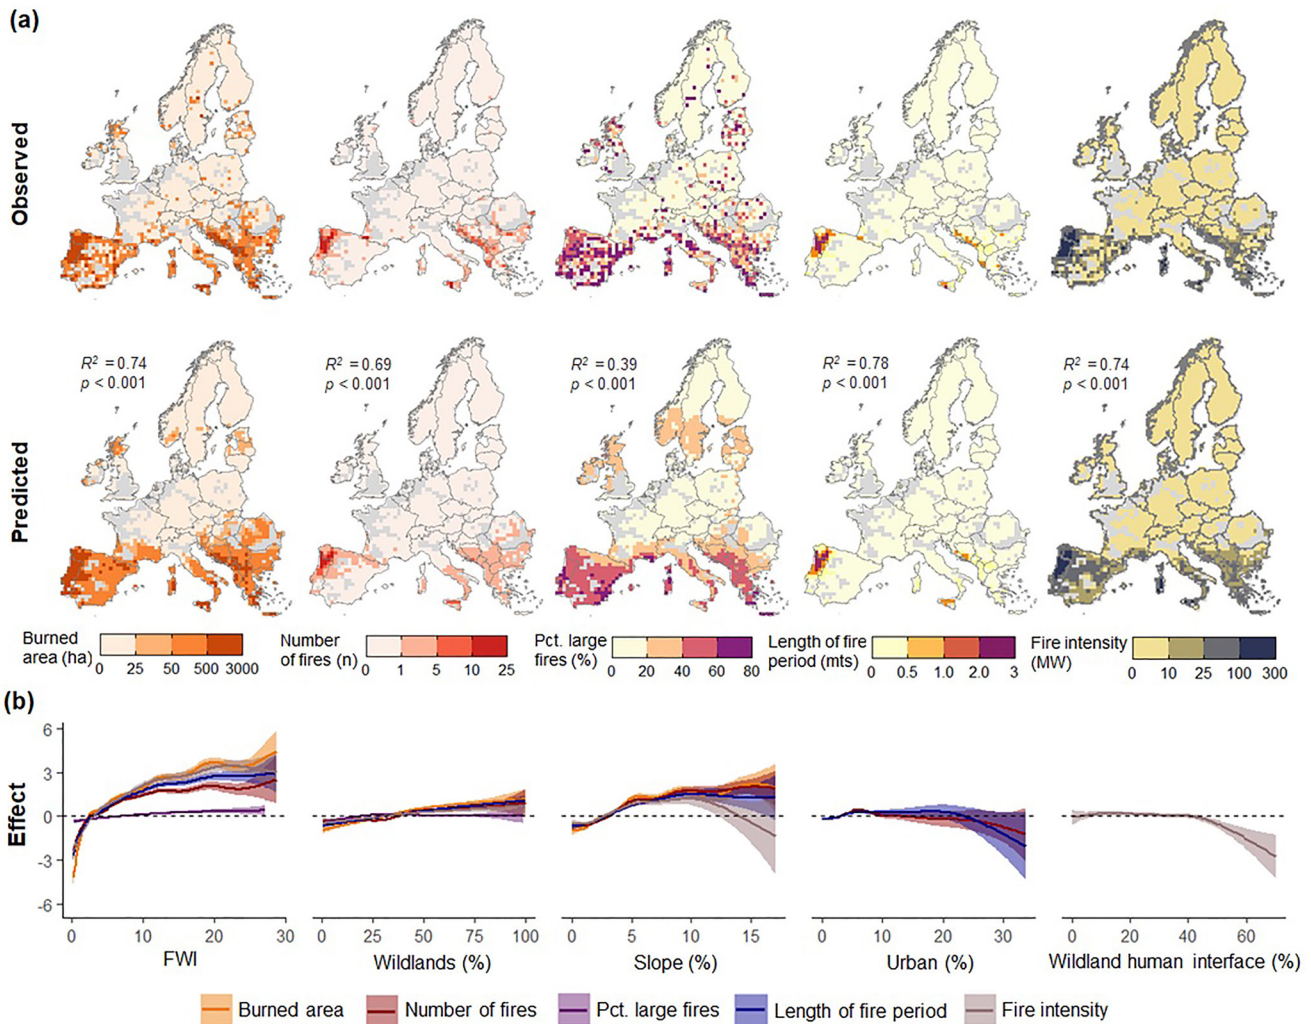 (a)
Observed
Predicted
R² = 0.74
p < 0.001
R² = 0.69
p < 0.001
R² = 0.39
p < 0.001
R² = 0.78
p < 0.001
R² = 0.74
p < 0.001
Burned
area (ha)
0 25 50 500 3000
Number
of fires (n)
0 1 5 10 25
Pct. large
fires (%)
0 20 40 60 80
Length of fire
period (mts)
0 0.5 1.0 2.0 3
Fire intensity
(MW)
0 10 25 100 300
(b)
Effect
6
3
0
-3
-6
0 10 20 30
FWI
0 25 50 75 100
Wildlands (%)
0 5 10 15
Slope (%)
0 10 20 30
Urban (%)
0 20 40 60
Wildland human interface (%)
Burned area
Number of fires
Pct. large fires
Length of fire period
Fire intensity